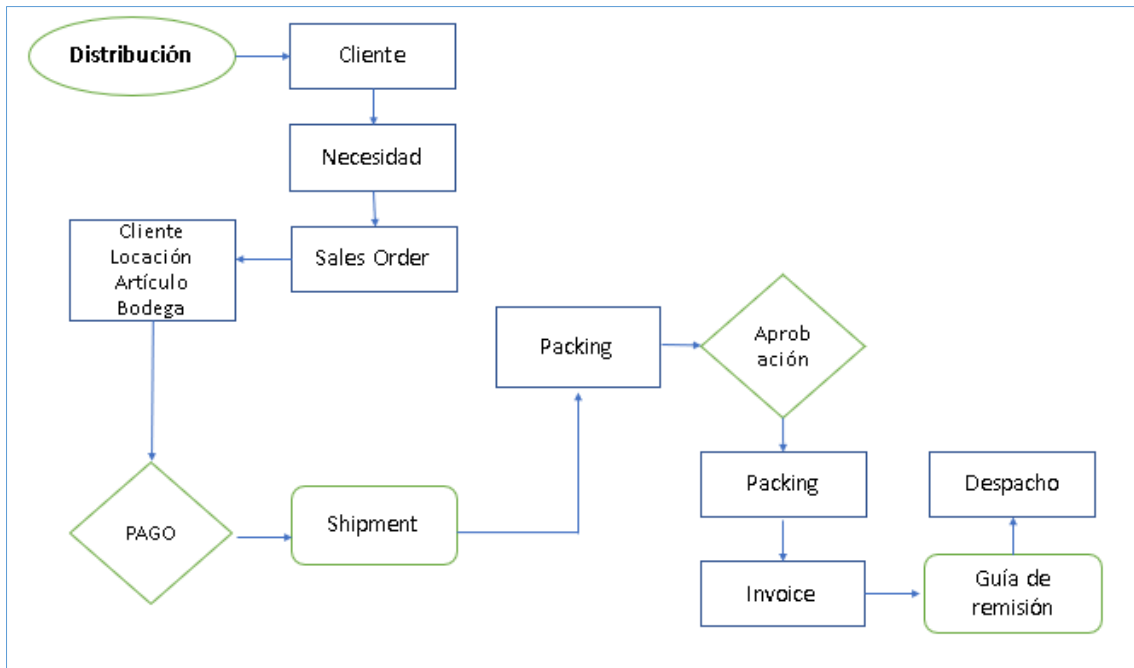 Distribución
Cliente
Necesidad
Sales Order
Cliente
Locación
Artículo
Bodega
PAGO
Shipment
Packing
Aprob
ación
Packing
Invoice
Guía de
remisión
Despacho